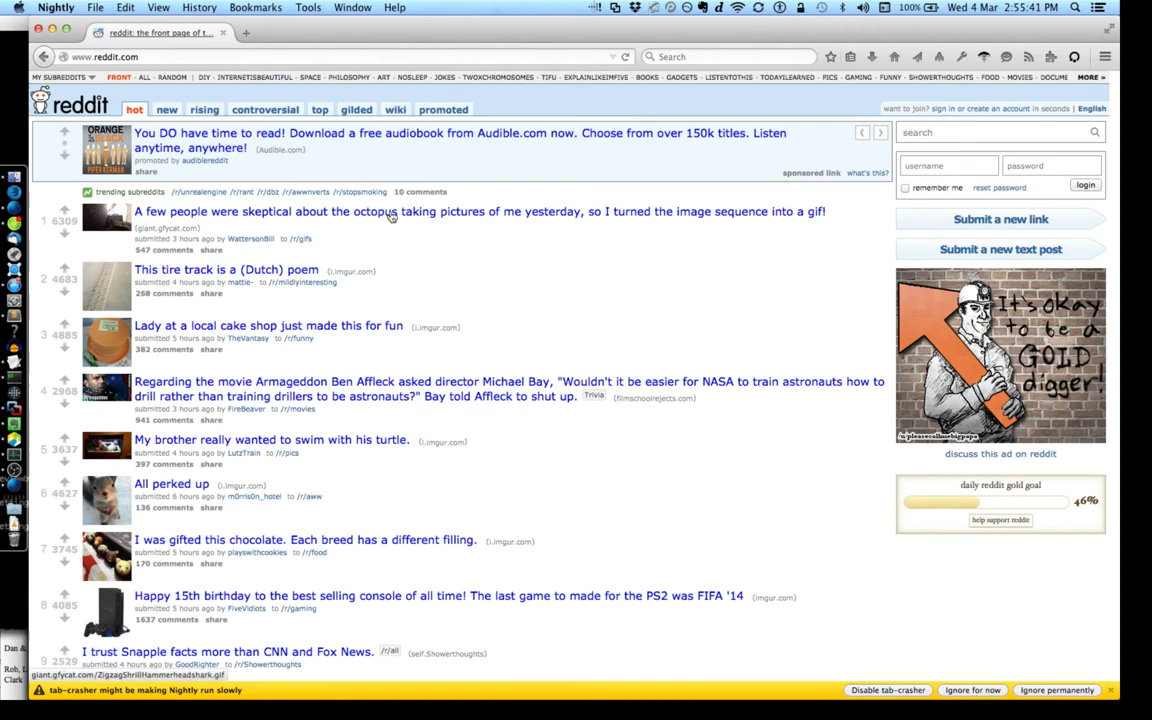 Nightly File Edit View History Bookmarks Tools Window Help 100% Wed 4 Mar 2:55:41 PM
reddit: the front page of t... × +
www.reddit.com Search
MY SUBREDDITS FRONT - ALL - RANDOM | DIY - INTERNETISBEAUTIFUL - SPACE - PHILOSOPHY - ART - NOSLEEP - JOKES - TWOXCHROMOSOMES - TIFU - EXPLAINLIKEIMFIVE - BOOKS - GADGETS - LISTENTOTHIS - TODAYILEARNED - PICS - GAMING - FUNNY - SHOWERTHOUGHTS - FOOD - MOVIES - DOCUME MORE »
reddit hot new rising controversial top gilded wiki promoted
want to join? sign in or create an account in seconds | English
ORANGE IS THE BLACK
PIPER KERMAN
You DO have time to read! Download a free audiobook from Audible.com now. Choose from over 150k titles. Listen
anytime, anywhere! (Audible.com)
promoted by audiblereddit
share
sponsored link what's this?
trending subreddits /r/unrealengine /r/rant /r/dbz /r/awwnverts /r/stopsmoking 10 comments
1 6309 A few people were skeptical about the octopus taking pictures of me yesterday, so I turned the image sequence into a gif!
(giant.gfycat.com)
submitted 3 hours ago by WattersonBill to /r/gifs
547 comments share
2 4683 This tire track is a (Dutch) poem (i.imgur.com)
submitted 4 hours ago by mattie- to /r/mildlyinteresting
268 comments share
3 4885 Lady at a local cake shop just made this for fun (i.imgur.com)
submitted 5 hours ago by TheVantasy to /r/funny
382 comments share
4 2968 Regarding the movie Armageddon Ben Affleck asked director Michael Bay, "Wouldn't it be easier for NASA to train astronauts how to
drill rather than training drillers to be astronauts?" Bay told Affleck to shut up. Trivia (filmschoolrejects.com)
submitted 3 hours ago by FireBeaver to /r/movies
941 comments share
5 3637 My brother really wanted to swim with his turtle. (i.imgur.com)
submitted 4 hours ago by LutzTrain to /r/pics
397 comments share
6 4627 All perked up (i.imgur.com)
submitted 6 hours ago by m0rris0n_hotel to /r/aww
136 comments share
7 3745 I was gifted this chocolate. Each breed has a different filling. (i.imgur.com)
submitted 5 hours ago by playswithcookies to /r/food
170 comments share
8 4085 Happy 15th birthday to the best selling console of all time! The last game to made for the PS2 was FIFA '14 (imgur.com)
submitted 5 hours ago by FiveVidiots to /r/gaming
1637 comments share
9 2529 I trust Snapple facts more than CNN and Fox News. /r/all (self.Showerthoughts)
submitted 4 hours ago by GoodRighter to /r/Showerthoughts
giant.gfycat.com/ZigzagShrillHammerheadshark.gif
search
username password
remember me reset password login
Submit a new link
Submit a new text post
It's okay
to be a
GOLD
digger!
/u/pleasecallmebigpapa
discuss this ad on reddit
daily reddit gold goal
46%
help support reddit
Dan &
Rob, L
Clark
tab-crasher might be making Nightly run slowly Disable tab-crasher Ignore for now Ignore permanently ×